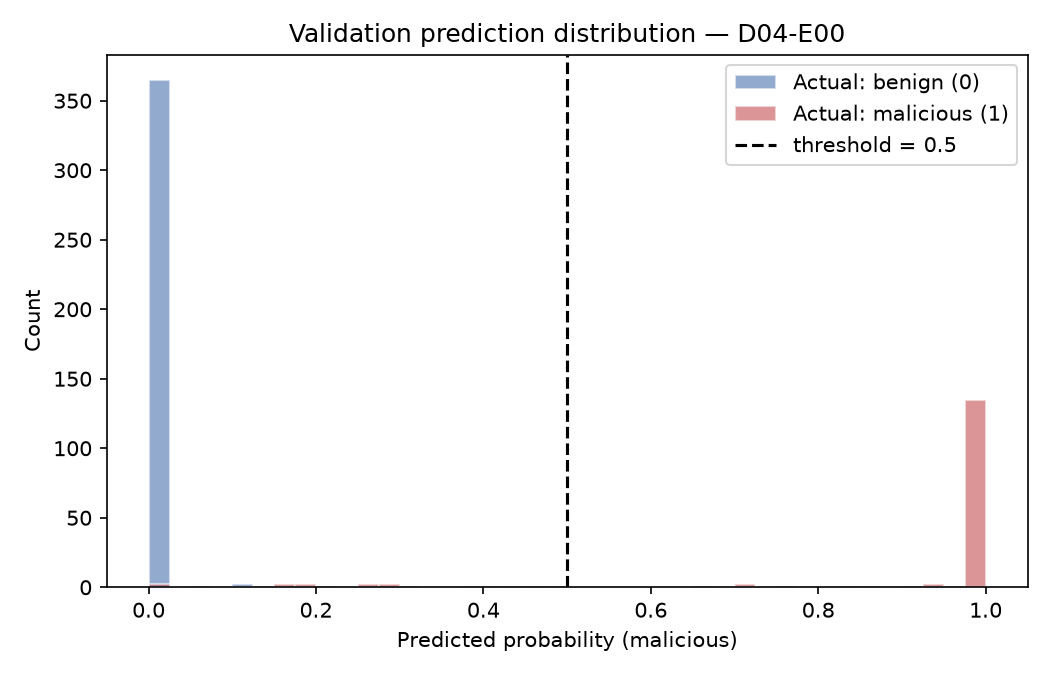 Validation prediction distribution — D04-E00
Actual: benign (0)
Actual: malicious (1)
threshold = 0.5
Count
350
300
250
200
150
100
50
0
0.0 0.2 0.4 0.6 0.8 1.0
Predicted probability (malicious)